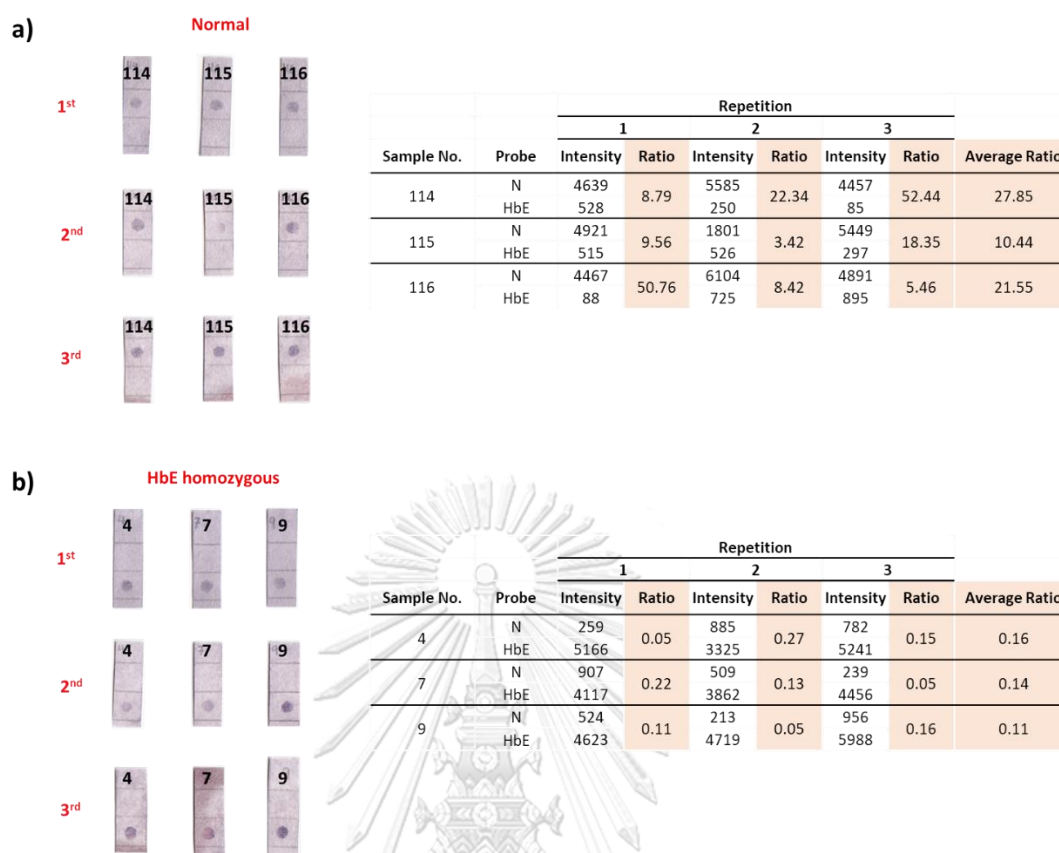 a)
Normal
1st
114 115 116
2nd
114 115 116
3rd
114 115 116
Repetition
1 2 3
Sample No. Probe Intensity Ratio Intensity Ratio Intensity Ratio Average Ratio
114 N 4639 8.79 5585 22.34 4457 52.44 27.85
HbE 528 250 85
115 N 4921 9.56 1801 3.42 5449 18.35 10.44
HbE 515 526 297
116 N 4467 50.76 6104 8.42 4891 5.46 21.55
HbE 88 725 895
b)
HbE homozygous
1st
4 7 9
2nd
4 7 9
3rd
4 7 9
Repetition
1 2 3
Sample No. Probe Intensity Ratio Intensity Ratio Intensity Ratio Average Ratio
4 N 259 0.05 885 0.27 782 0.15 0.16
HbE 5166 3325 5241
7 N 907 0.22 509 0.13 239 0.05 0.14
HbE 4117 3862 4456
9 N 524 0.11 213 0.05 956 0.16 0.11
HbE 4623 4719 5988